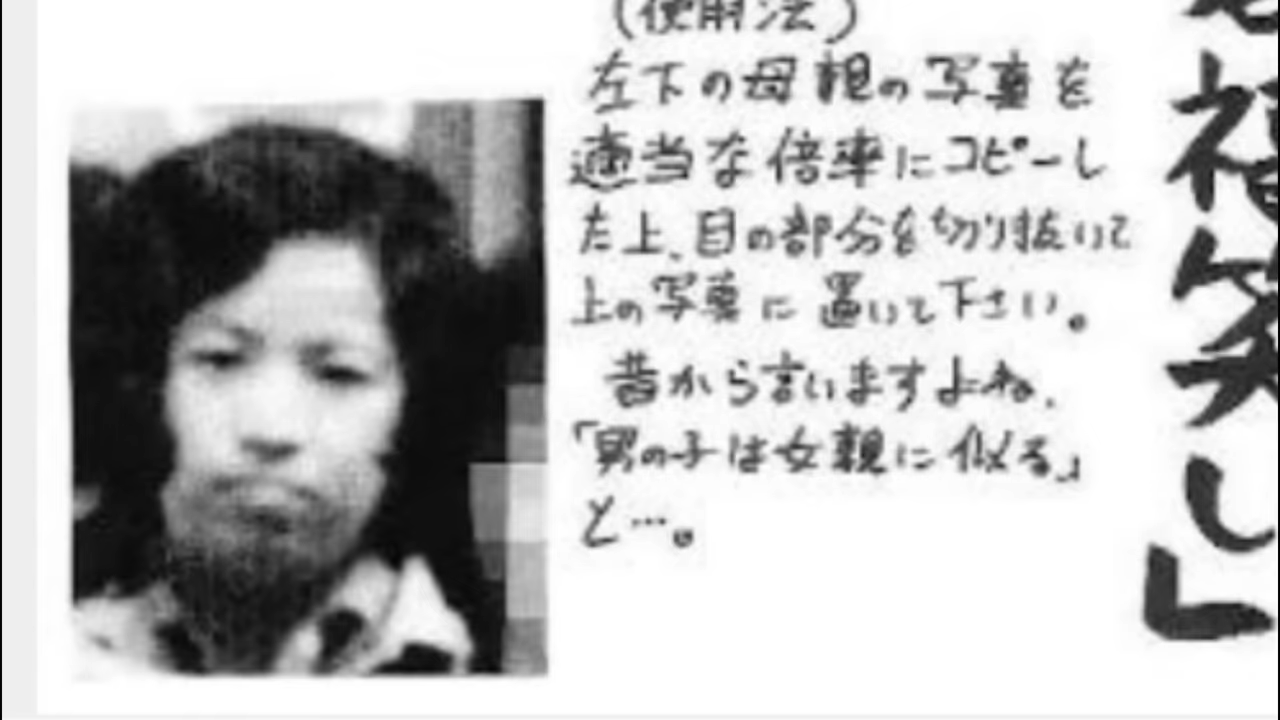 福笑し」
(使用法)
左下の母親の写真を
適当な倍率にコピーし
た上、目の部分を切り抜いて
上の写真に置いて下さい。
昔から言いますよね、
「男の子は女親に似る」
と…。